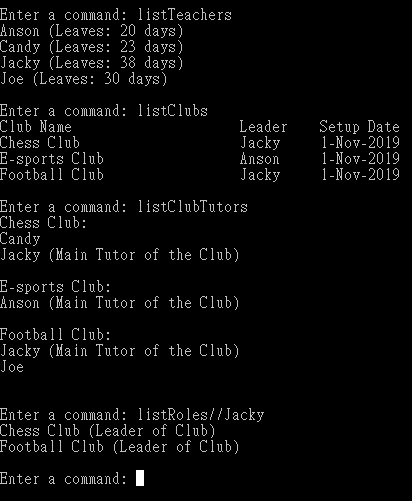 Enter a command: listTeachers
Anson (Leaves: 20 days)
Candy (Leaves: 23 days)
Jacky (Leaves: 38 days)
Joe (Leaves: 30 days)
Enter a command: listClubs
Club Name Leader Setup Date
Chess Club Jacky 1-Nov-2019
E-sports Club Anson 1-Nov-2019
Football Club Jacky 1-Nov-2019
Enter a command: listClubTutors
Chess Club:
Candy
Jacky (Main Tutor of the Club)
E-sports Club:
Anson (Main Tutor of the Club)
Football Club:
Jacky (Main Tutor of the Club)
Joe
Enter a command: listRoles//Jacky
Chess Club (Leader of Club)
Football Club (Leader of Club)
Enter a command: